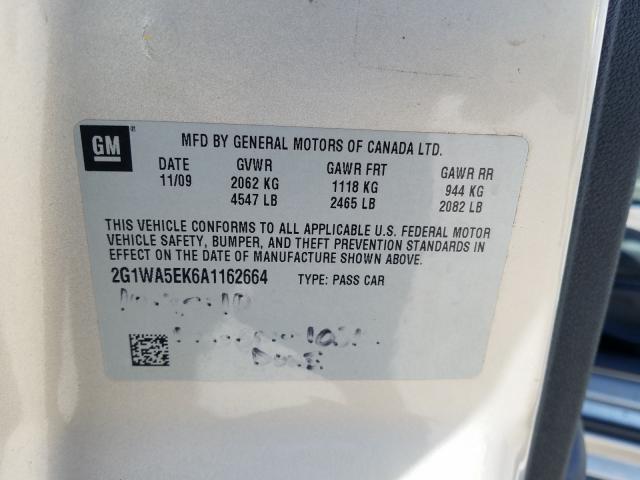 GM
MFD BY GENERAL MOTORS OF CANADA LTD.
DATE GVWR GAWR FRT GAWR RR
11/09 2062 KG 1118 KG 944 KG
4547 LB 2465 LB 2082 LB
THIS VEHICLE CONFORMS TO ALL APPLICABLE U.S. FEDERAL MOTOR
VEHICLE SAFETY, BUMPER, AND THEFT PREVENTION STANDARDS IN
EFFECT ON THE DATE OF MANUFACTURE SHOWN ABOVE.
2G1WA5EK6A1162664 TYPE: PASS CAR